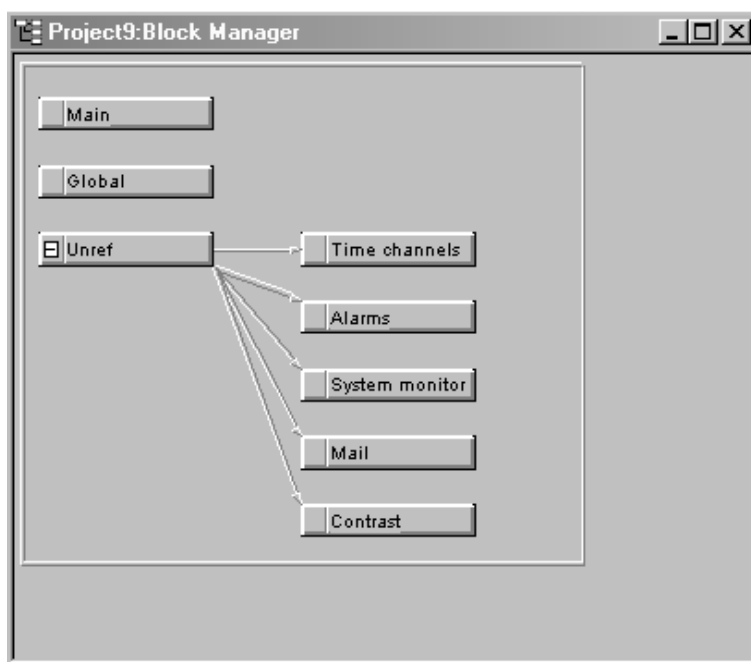 Project9:Block Manager
Main
Global
Unref
Time channels
Alarms
System monitor
Mail
Contrast